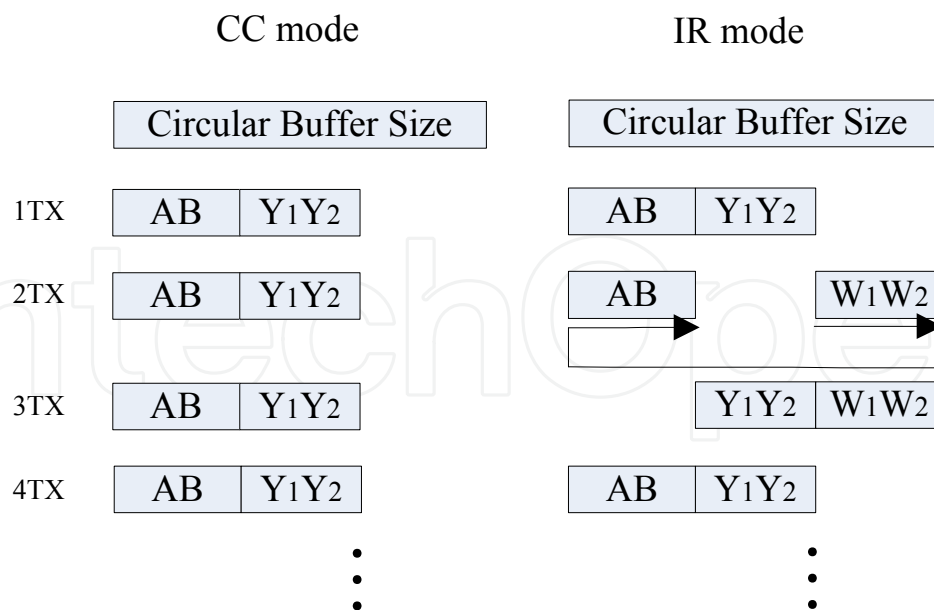 CC mode IR mode
Circular Buffer Size Circular Buffer Size
1TX AB Y1Y2 AB Y1Y2
2TX AB Y1Y2 AB W1W2
3TX AB Y1Y2 Y1Y2 W1W2
4TX AB Y1Y2 AB Y1Y2
ntechOpe